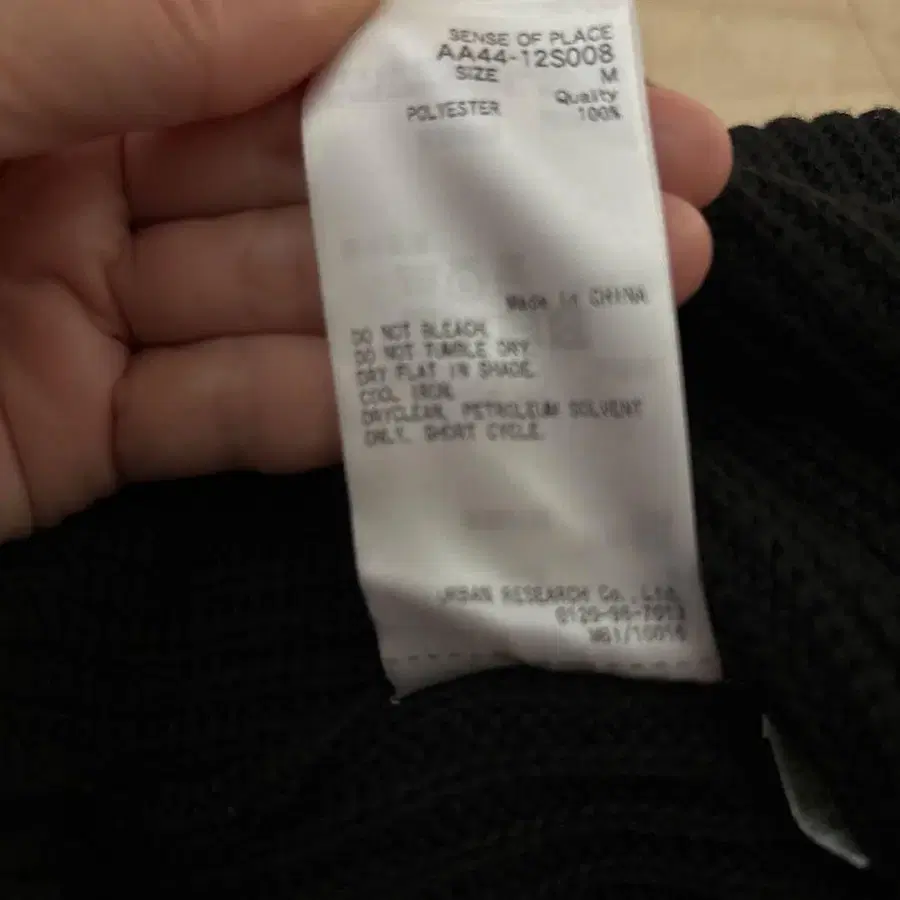 SENSE OF PLACE
AA44-12S008
SIZE M
Quality
POLYESTER 100%
Made in CHINA
DO NOT BLEACH.
DO NOT TUMBLE DRY.
DRY FLAT IN SHADE.
COOL IRON.
DRYCLEAN, PETROLEUM SOLVENT
ONLY. SHORT CYCLE.
URBAN RESEARCH Co.,Ltd.